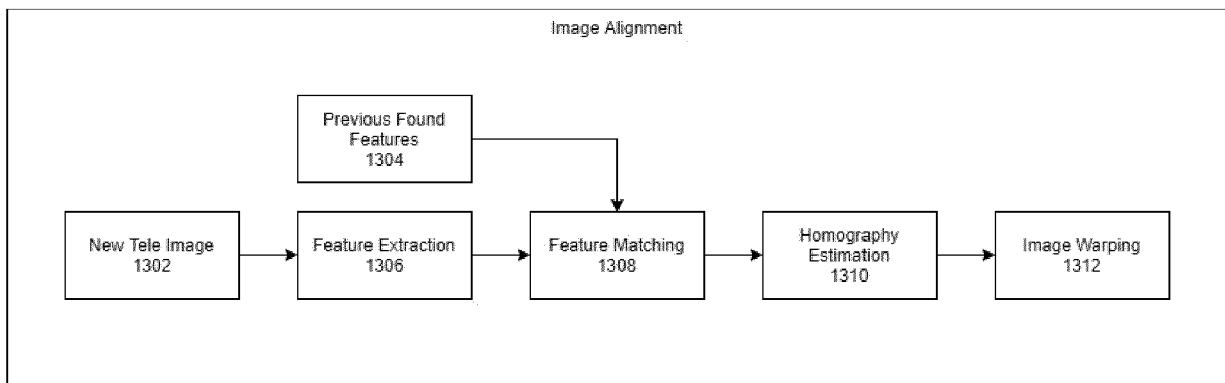 Image Alignment
Previous Found
Features
1304
New Tele Image
1302
Feature Extraction
1306
Feature Matching
1308
Homography
Estimation
1310
Image Warping
1312